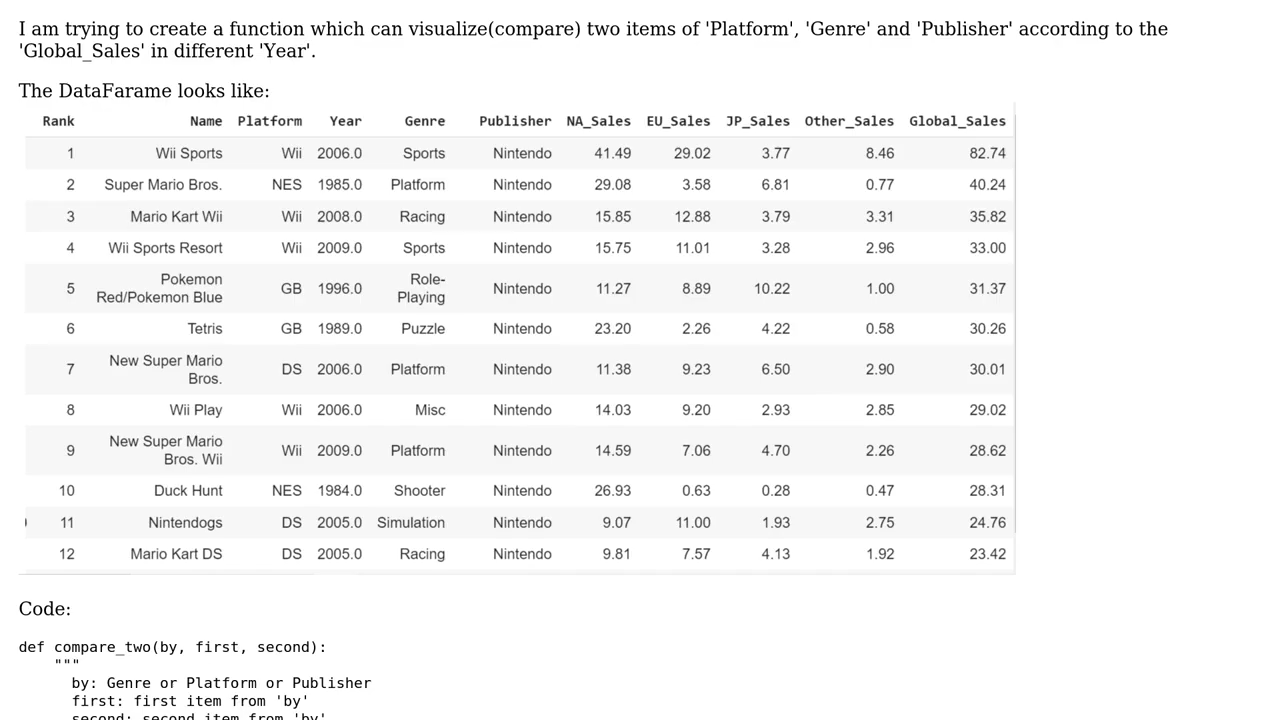 I am trying to create a function which can visualize(compare) two items of 'Platform', 'Genre' and 'Publisher' according to the
'Global_Sales' in different 'Year'.
The DataFarame looks like:
Rank Name Platform Year Genre Publisher NA_Sales EU_Sales JP_Sales Other_Sales Global_Sales
1 Wii Sports Wii 2006.0 Sports Nintendo 41.49 29.02 3.77 8.46 82.74
2 Super Mario Bros. NES 1985.0 Platform Nintendo 29.08 3.58 6.81 0.77 40.24
3 Mario Kart Wii Wii 2008.0 Racing Nintendo 15.85 12.88 3.79 3.31 35.82
4 Wii Sports Resort Wii 2009.0 Sports Nintendo 15.75 11.01 3.28 2.96 33.00
5 Pokemon Red/Pokemon Blue GB 1996.0 Role-Playing Nintendo 11.27 8.89 10.22 1.00 31.37
6 Tetris GB 1989.0 Puzzle Nintendo 23.20 2.26 4.22 0.58 30.26
7 New Super Mario Bros. DS 2006.0 Platform Nintendo 11.38 9.23 6.50 2.90 30.01
8 Wii Play Wii 2006.0 Misc Nintendo 14.03 9.20 2.93 2.85 29.02
9 New Super Mario Bros. Wii Wii 2009.0 Platform Nintendo 14.59 7.06 4.70 2.26 28.62
10 Duck Hunt NES 1984.0 Shooter Nintendo 26.93 0.63 0.28 0.47 28.31
11 Nintendogs DS 2005.0 Simulation Nintendo 9.07 11.00 1.93 2.75 24.76
12 Mario Kart DS DS 2005.0 Racing Nintendo 9.81 7.57 4.13 1.92 23.42
Code:
def compare_two(by, first, second):
"""
by: Genre or Platform or Publisher
first: first item from 'by'
second: second item from 'by'